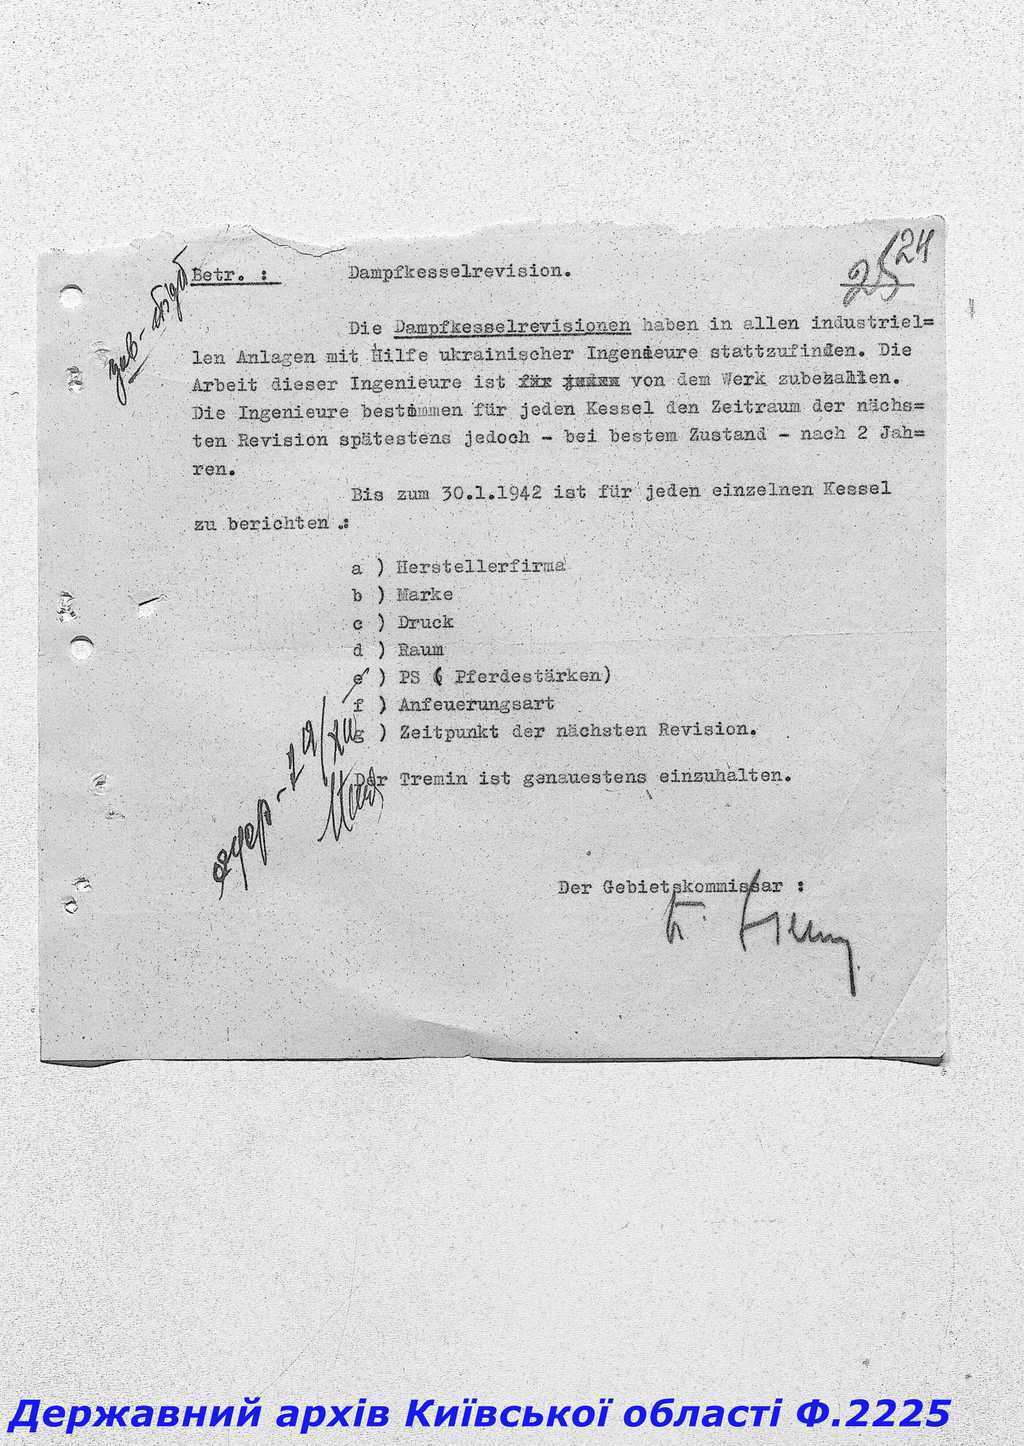 24
25
Betr. : Dampfkesselrevision.
Die Dampfkesselrevisionen haben in allen industriel=
len Anlagen mit Hilfe ukrainischer Ingenieure stattzufinden. Die
Arbeit dieser Ingenieure ist für jeden von dem Werk zubezahlen.
Die Ingenieure bestimmen für jeden Kessel den Zeitraum der nächs=
ten Revision spätestens jedoch - bei bestem Zustand - nach 2 Jah=
ren.
Bis zum 30.1.1942 ist für jeden einzelnen Kessel
zu berichten .:
a ) Herstellerfirma
b ) Marke
c ) Druck
d ) Raum
e ) PS ( Pferdestärken)
f ) Anfeuerungsart
g ) Zeitpunkt der nächsten Revision.
Der Tremin ist genauestens einzuhalten.
Der Gebietskommissar :
Державний архів Київської області Ф.2225